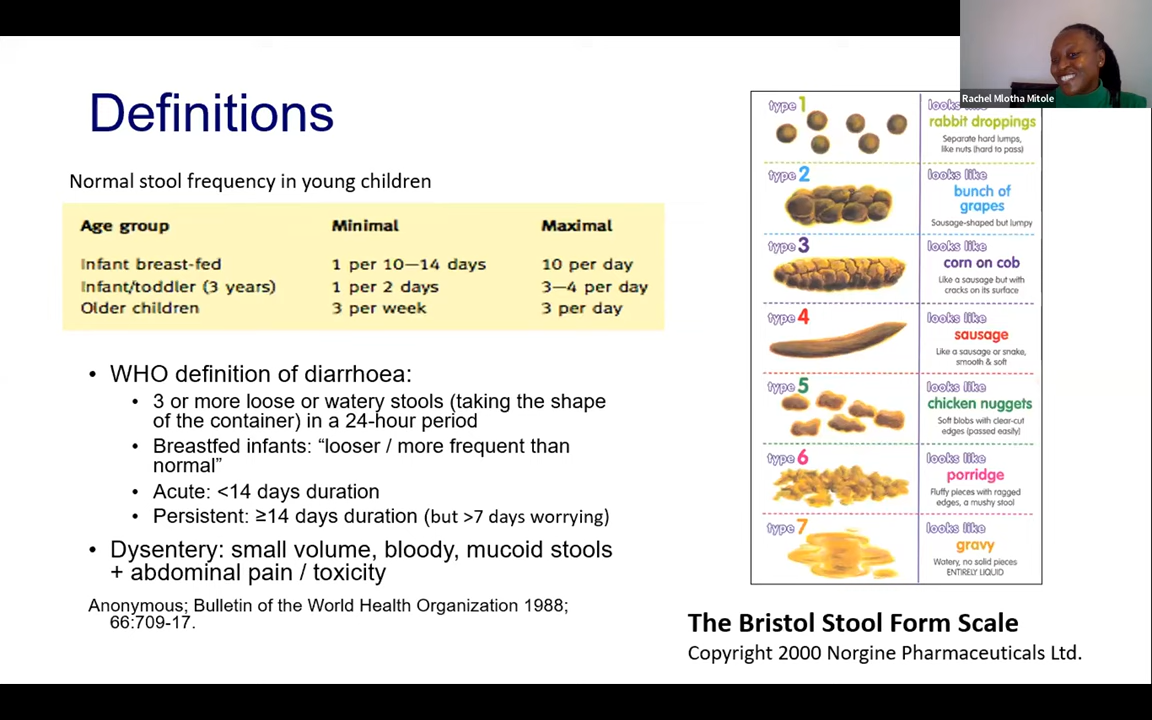 Rachel Mlotha Mitole
Definitions
Normal stool frequency in young children
Age group Minimal Maximal
Infant breast-fed 1 per 10—14 days 10 per day
Infant/toddler (3 years) 1 per 2 days 3—4 per day
Older children 3 per week 3 per day
• WHO definition of diarrhoea:
• 3 or more loose or watery stools (taking the shape
of the container) in a 24-hour period
• Breastfed infants: “looser / more frequent than
normal”
• Acute: <14 days duration
• Persistent: ≥14 days duration (but >7 days worrying)
• Dysentery: small volume, bloody, mucoid stools
+ abdominal pain / toxicity
Anonymous; Bulletin of the World Health Organization 1988;
66:709-17.
type 1
looks like
rabbit droppings
Separate hard lumps,
like nuts (hard to pass)
type 2
looks like
bunch of
grapes
Sausage-shaped but lumpy
type 3
looks like
corn on cob
Like a sausage but with
cracks on its surface
type 4
looks like
sausage
Like a sausage or snake,
smooth & soft
type 5
looks like
chicken nuggets
Soft blobs with clear-cut
edges (passed easily)
type 6
looks like
porridge
Fluffy pieces with ragged
edges, a mushy stool
type 7
looks like
gravy
Watery, no solid pieces
ENTIRELY LIQUID
The Bristol Stool Form Scale
Copyright 2000 Norgine Pharmaceuticals Ltd.